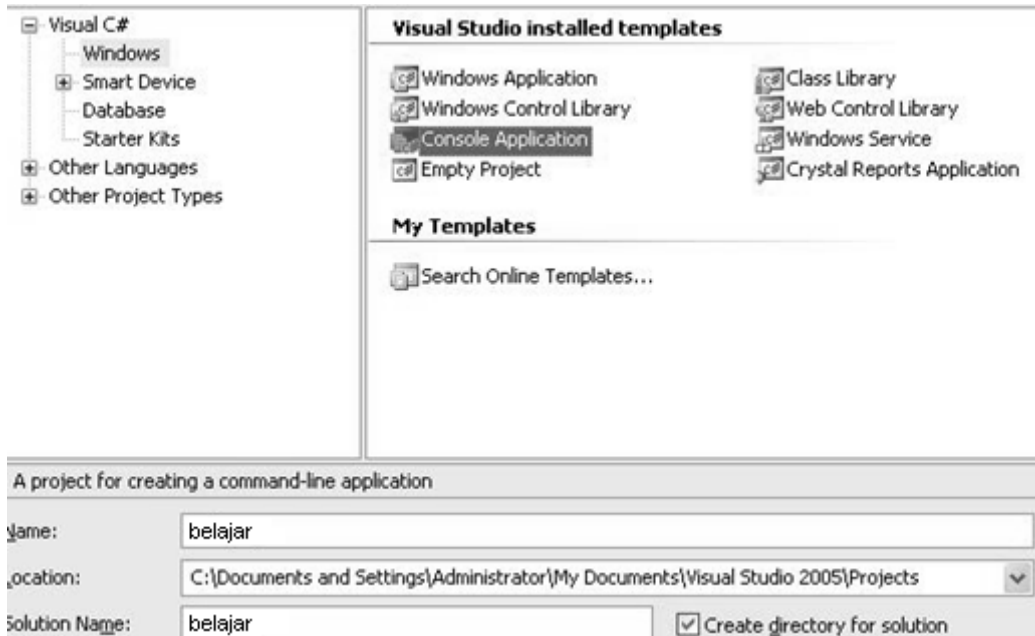 Visual C#
Windows
Smart Device
Database
Starter Kits
Other Languages
Other Project Types
Visual Studio installed templates
Windows Application
Windows Control Library
Console Application
Empty Project
Class Library
Web Control Library
Windows Service
Crystal Reports Application
My Templates
Search Online Templates...
A project for creating a command-line application
Name: belajar
Location: C:\Documents and Settings\Administrator\My Documents\Visual Studio 2005\Projects
Solution Name: belajar Create directory for solution